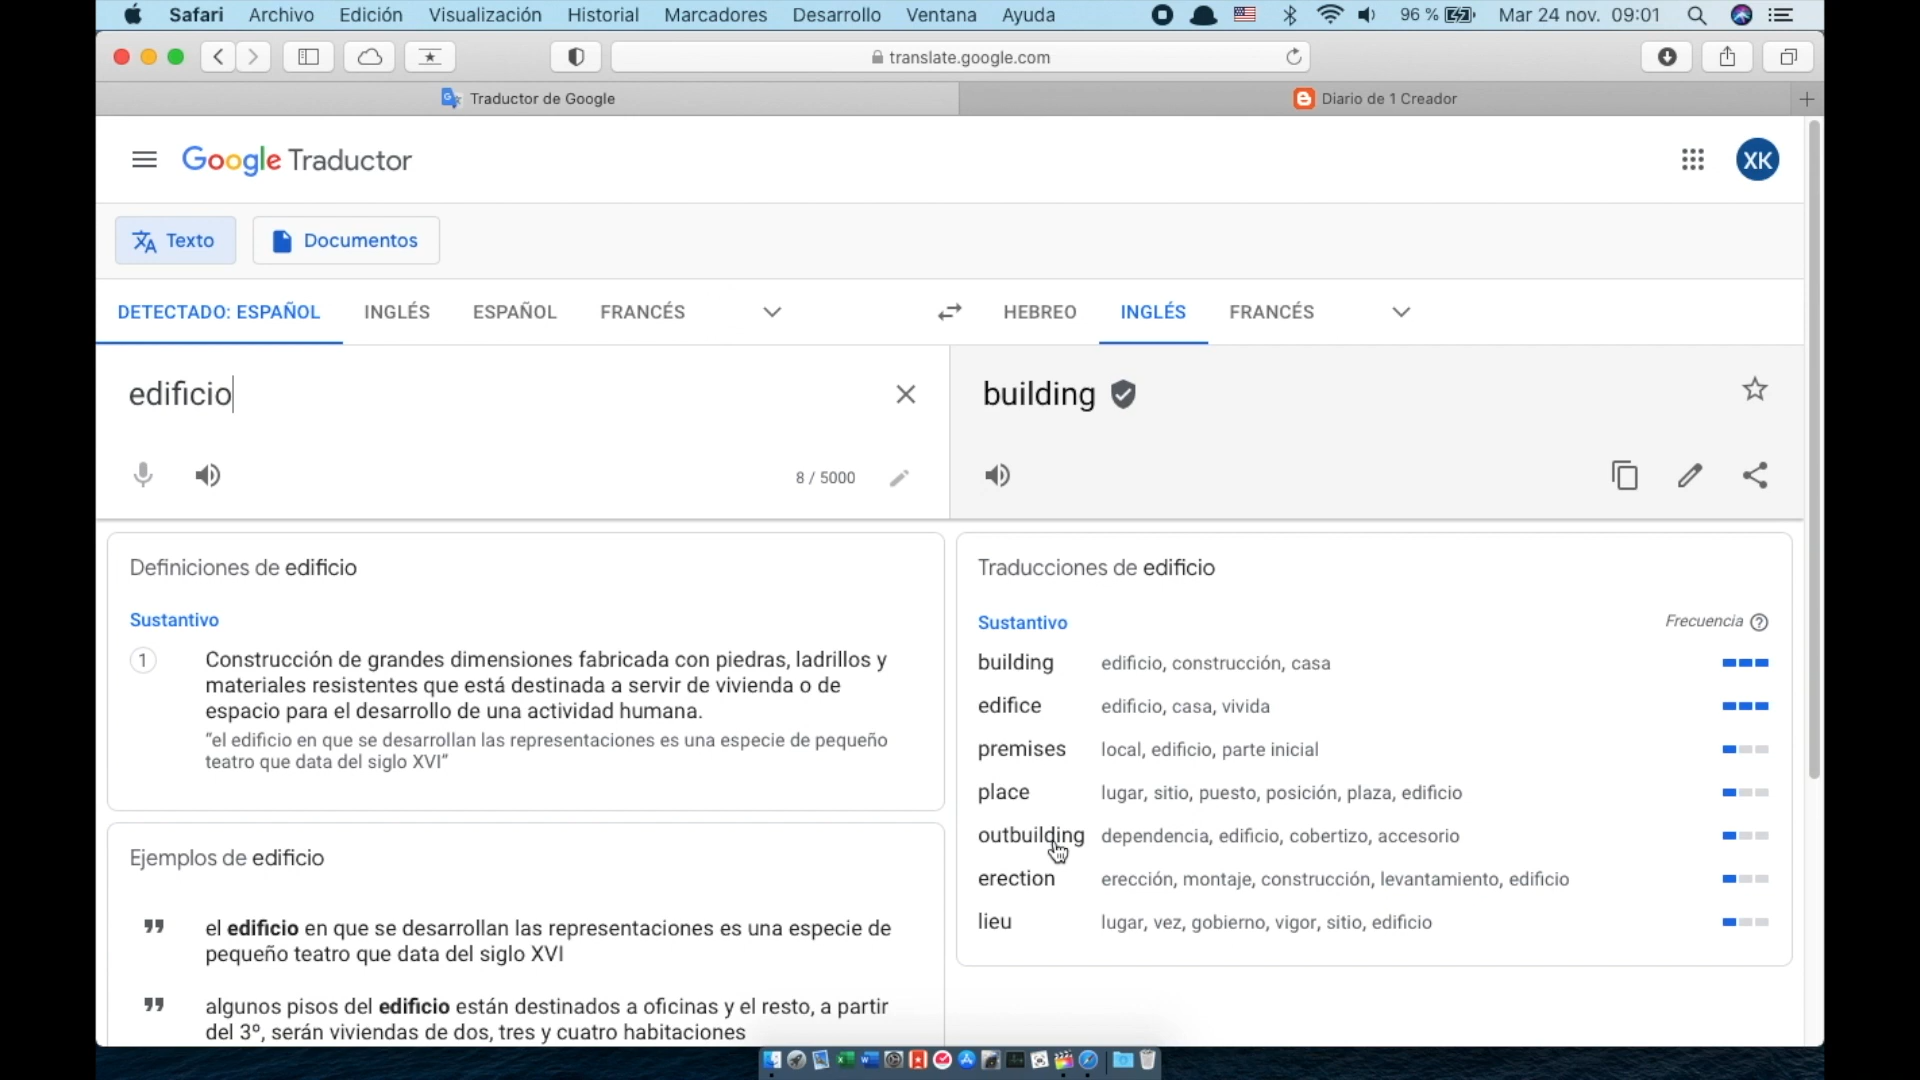 Safari Archivo Edición Visualización Historial Marcadores Desarrollo Ventana Ayuda 96 % Mar 24 nov. 09:01
translate.google.com
Traductor de Google Diario de 1 Creador
Google Traductor XK
Texto Documentos
DETECTADO: ESPAÑOL INGLÉS ESPAÑOL FRANCÉS HEBREO INGLÉS FRANCÉS
edificio building
8 / 5000
Definiciones de edificio
Sustantivo
1 Construcción de grandes dimensiones fabricada con piedras, ladrillos y
materiales resistentes que está destinada a servir de vivienda o de
espacio para el desarrollo de una actividad humana.
"el edificio en que se desarrollan las representaciones es una especie de pequeño
teatro que data del siglo XVI"
Ejemplos de edificio
el edificio en que se desarrollan las representaciones es una especie de
pequeño teatro que data del siglo XVI
algunos pisos del edificio están destinados a oficinas y el resto, a partir
del 3º, serán viviendas de dos, tres y cuatro habitaciones
Traducciones de edificio
Sustantivo Frecuencia
building edificio, construcción, casa
edifice edificio, casa, vivida
premises local, edificio, parte inicial
place lugar, sitio, puesto, posición, plaza, edificio
outbuilding dependencia, edificio, cobertizo, accesorio
erection erección, montaje, construcción, levantamiento, edificio
lieu lugar, vez, gobierno, vigor, sitio, edificio